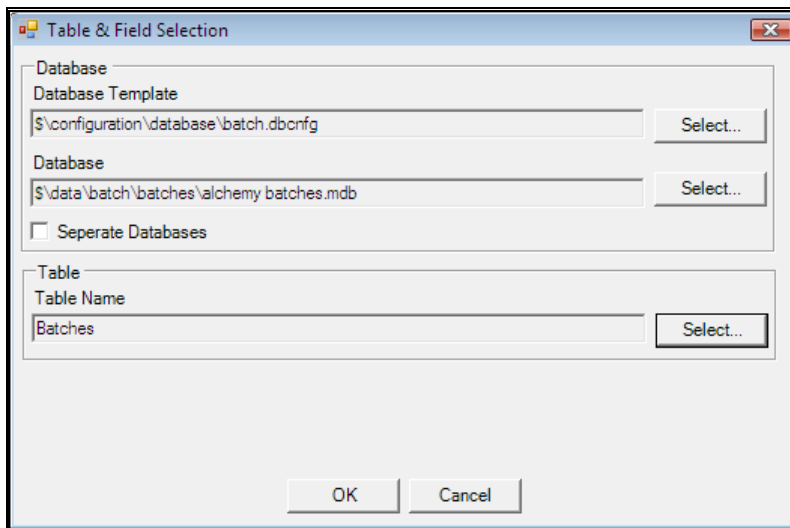 Table & Field Selection
Database
Database Template
$\configuration\database\batch.dbcnfg
Select...
Database
$\data\batch\batches\alchemy batches.mdb
Select...
Seperate Databases
Table
Table Name
Batches
Select...
OK
Cancel